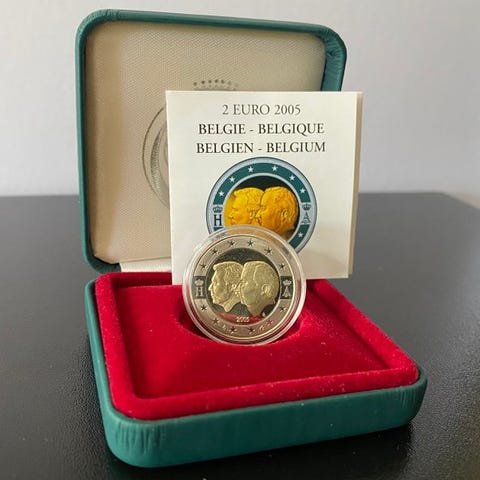 2 EURO 2005
BELGIE - BELGIQUE
BELGIEN - BELGIUM
H A
H A
2005